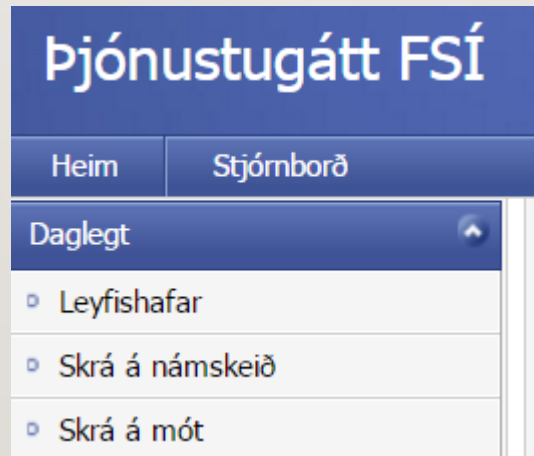 Þjónustugátt FSÍ
Heim Stjórnborð
Daglegt
Leyfishafar
Skrá á námskeið
Skrá á mót